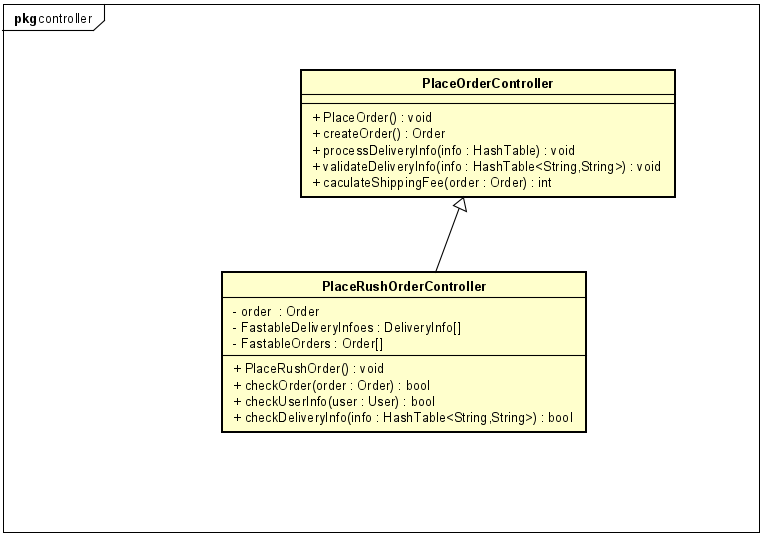 pkg controller
PlaceOrderController
+ PlaceOrder() : void
+ createOrder() : Order
+ processDeliveryInfo(info : HashTable) : void
+ validateDeliveryInfo(info : HashTable<String,String>) : void
+ caculateShippingFee(order : Order) : int
PlaceRushOrderController
- order : Order
- FastableDeliveryInfoes : DeliveryInfo[]
- FastableOrders : Order[]
+ PlaceRushOrder() : void
+ checkOrder(order : Order) : bool
+ checkUserInfo(user : User) : bool
+ checkDeliveryInfo(info : HashTable<String,String>) : bool